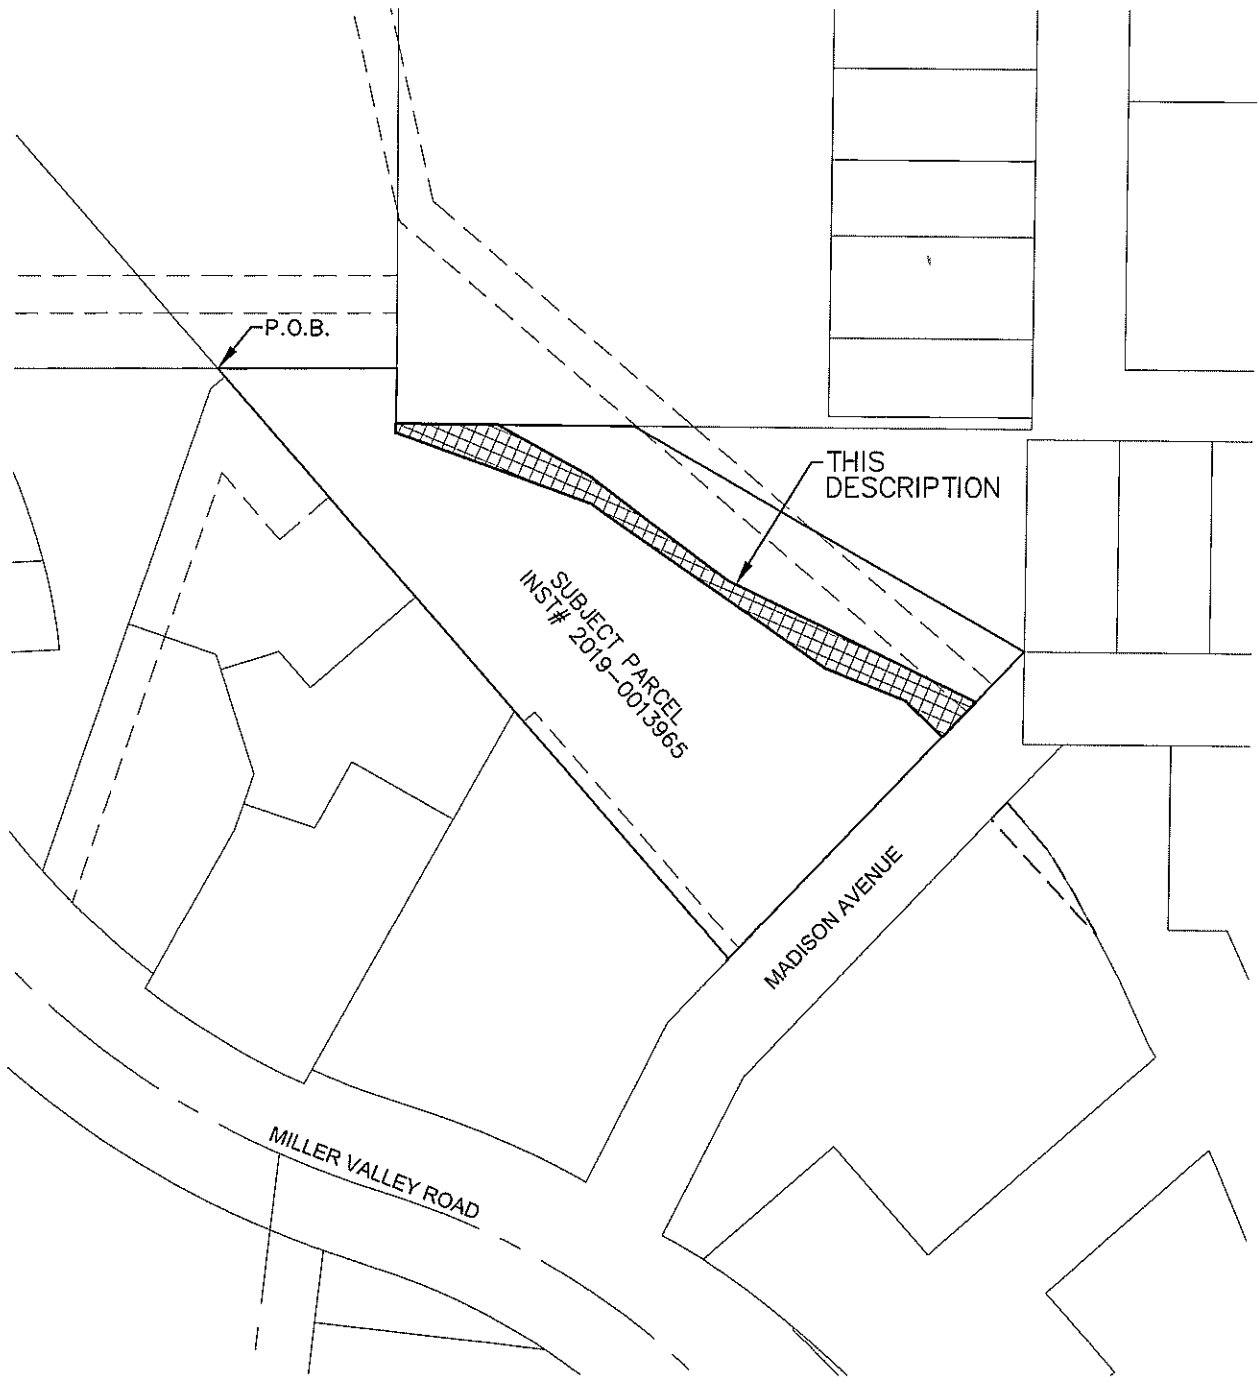 P.O.B.
THIS
DESCRIPTION
SUBJECT PARCEL
INST# 2019-0013965
MADISON AVENUE
MILLER VALLEY ROAD